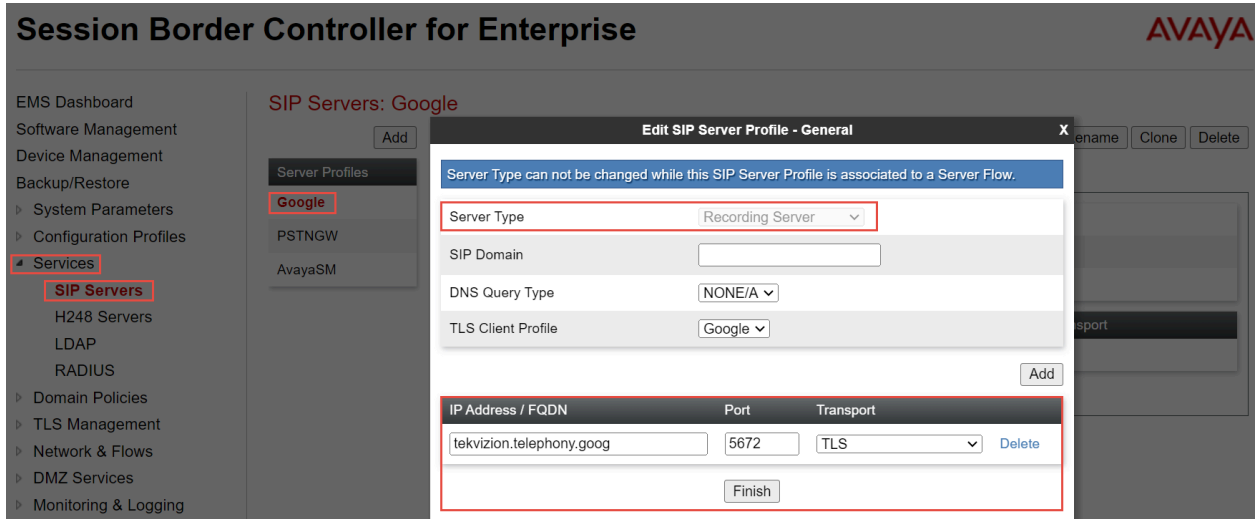 Session Border Controller for Enterprise
AVAYA
EMS Dashboard
Software Management
Device Management
Backup/Restore
System Parameters
Configuration Profiles
Services
SIP Servers
H248 Servers
LDAP
RADIUS
Domain Policies
TLS Management
Network & Flows
DMZ Services
Monitoring & Logging
SIP Servers: Google
Add
Server Profiles
Google
PSTNGW
AvayaSM
ename Clone Delete
sport
Edit SIP Server Profile - General X
Server Type can not be changed while this SIP Server Profile is associated to a Server Flow.
Server Type Recording Server
SIP Domain
DNS Query Type NONE/A
TLS Client Profile Google
Add
IP Address / FQDN Port Transport
tekvizion.telephony.goog 5672 TLS Delete
Finish